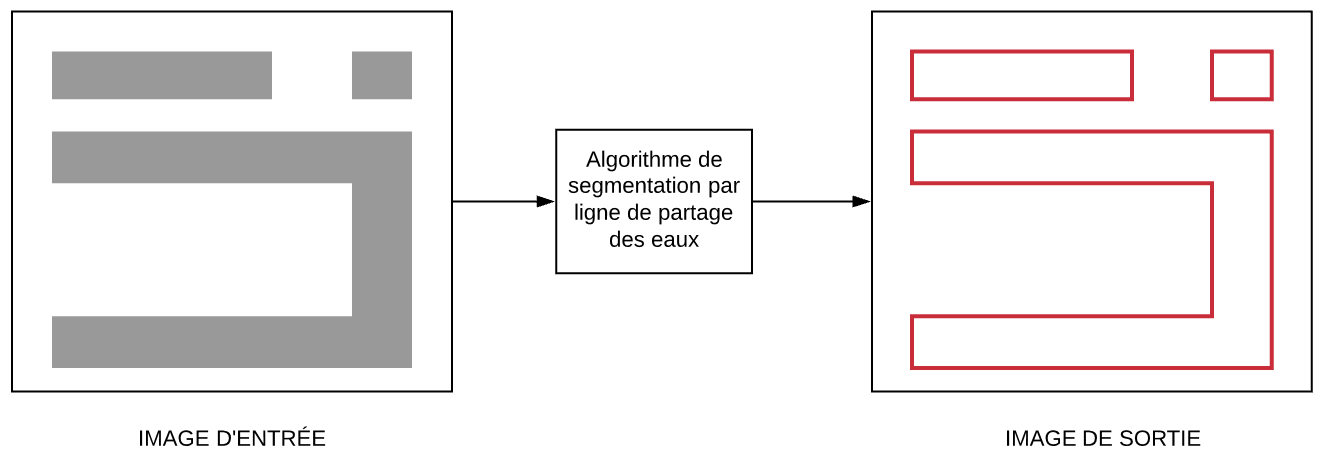 Algorithme de
segmentation par
ligne de partage
des eaux
IMAGE D'ENTRÉE
IMAGE DE SORTIE